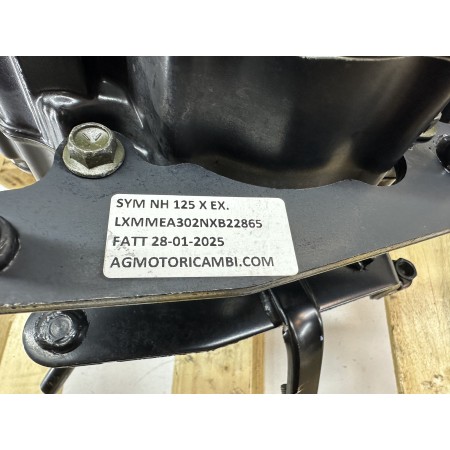 SYM NH 125 X EX.
LXMMEA302NXB22865
FATT 28-01-2025
AGMOTORICAMBI.COM